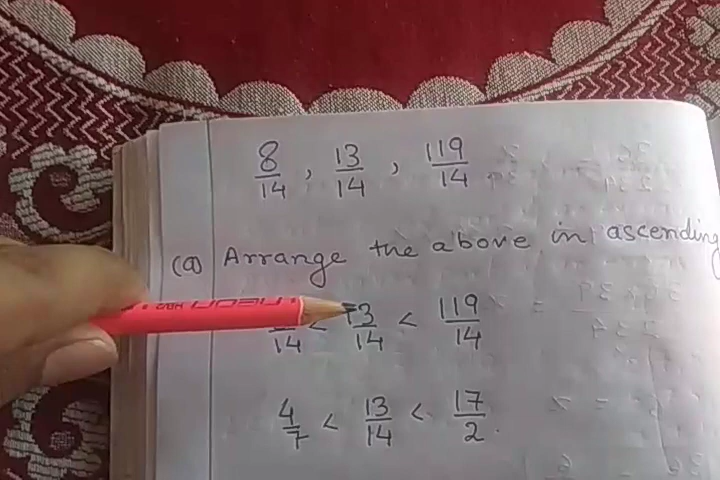 8/14 , 13/14 , 119/14
(a) Arrange the above in ascending
/14 < 13/14 < 119/14
4/7 < 13/14 < 17/2.
HB2